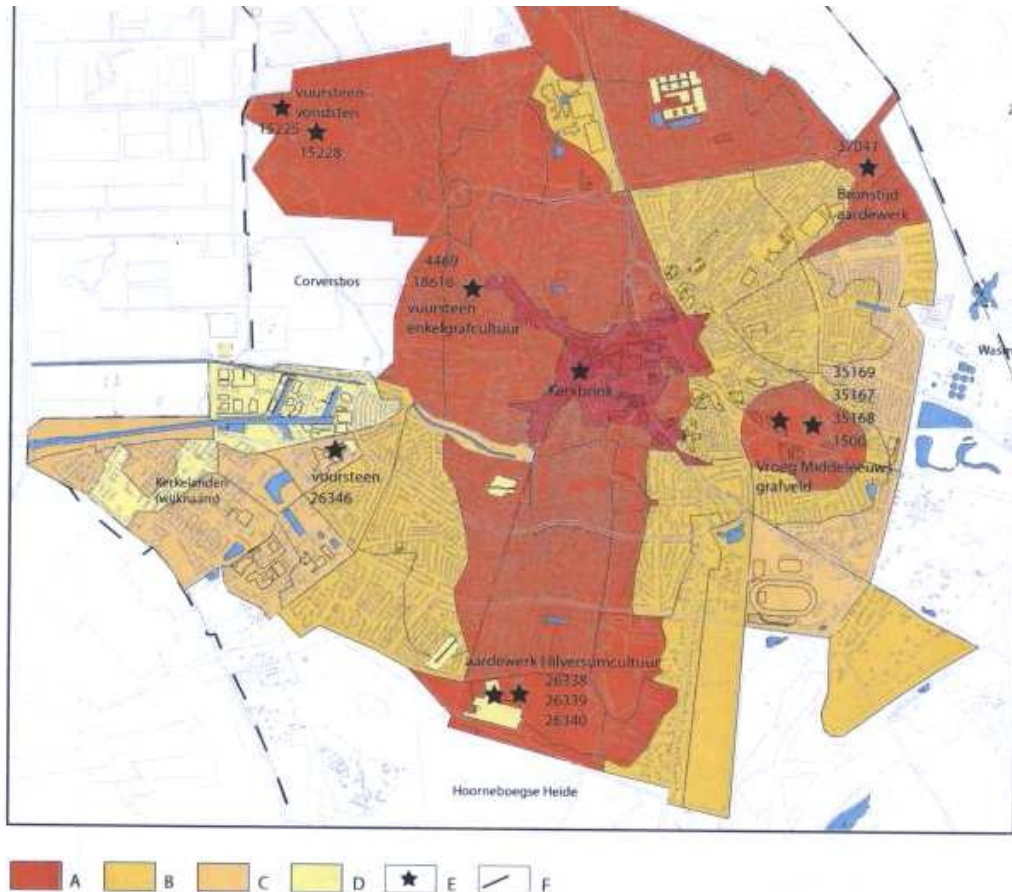 vuursteen-
vondsten
15225
15228
Bronstijd
aardewerk
4469
18616
vuursteen
enkelgrafcultuur
Corversbos
Kerkbrink
35169
35167
35168
1500
Vroeg Middeleeuws
grafveld
Kerkelanden
(wijknaam)
vuursteen
26346
aardewerk Hilversumcultuur
26338
26339
26340
Hoorneboegse Heide
A B C D E F